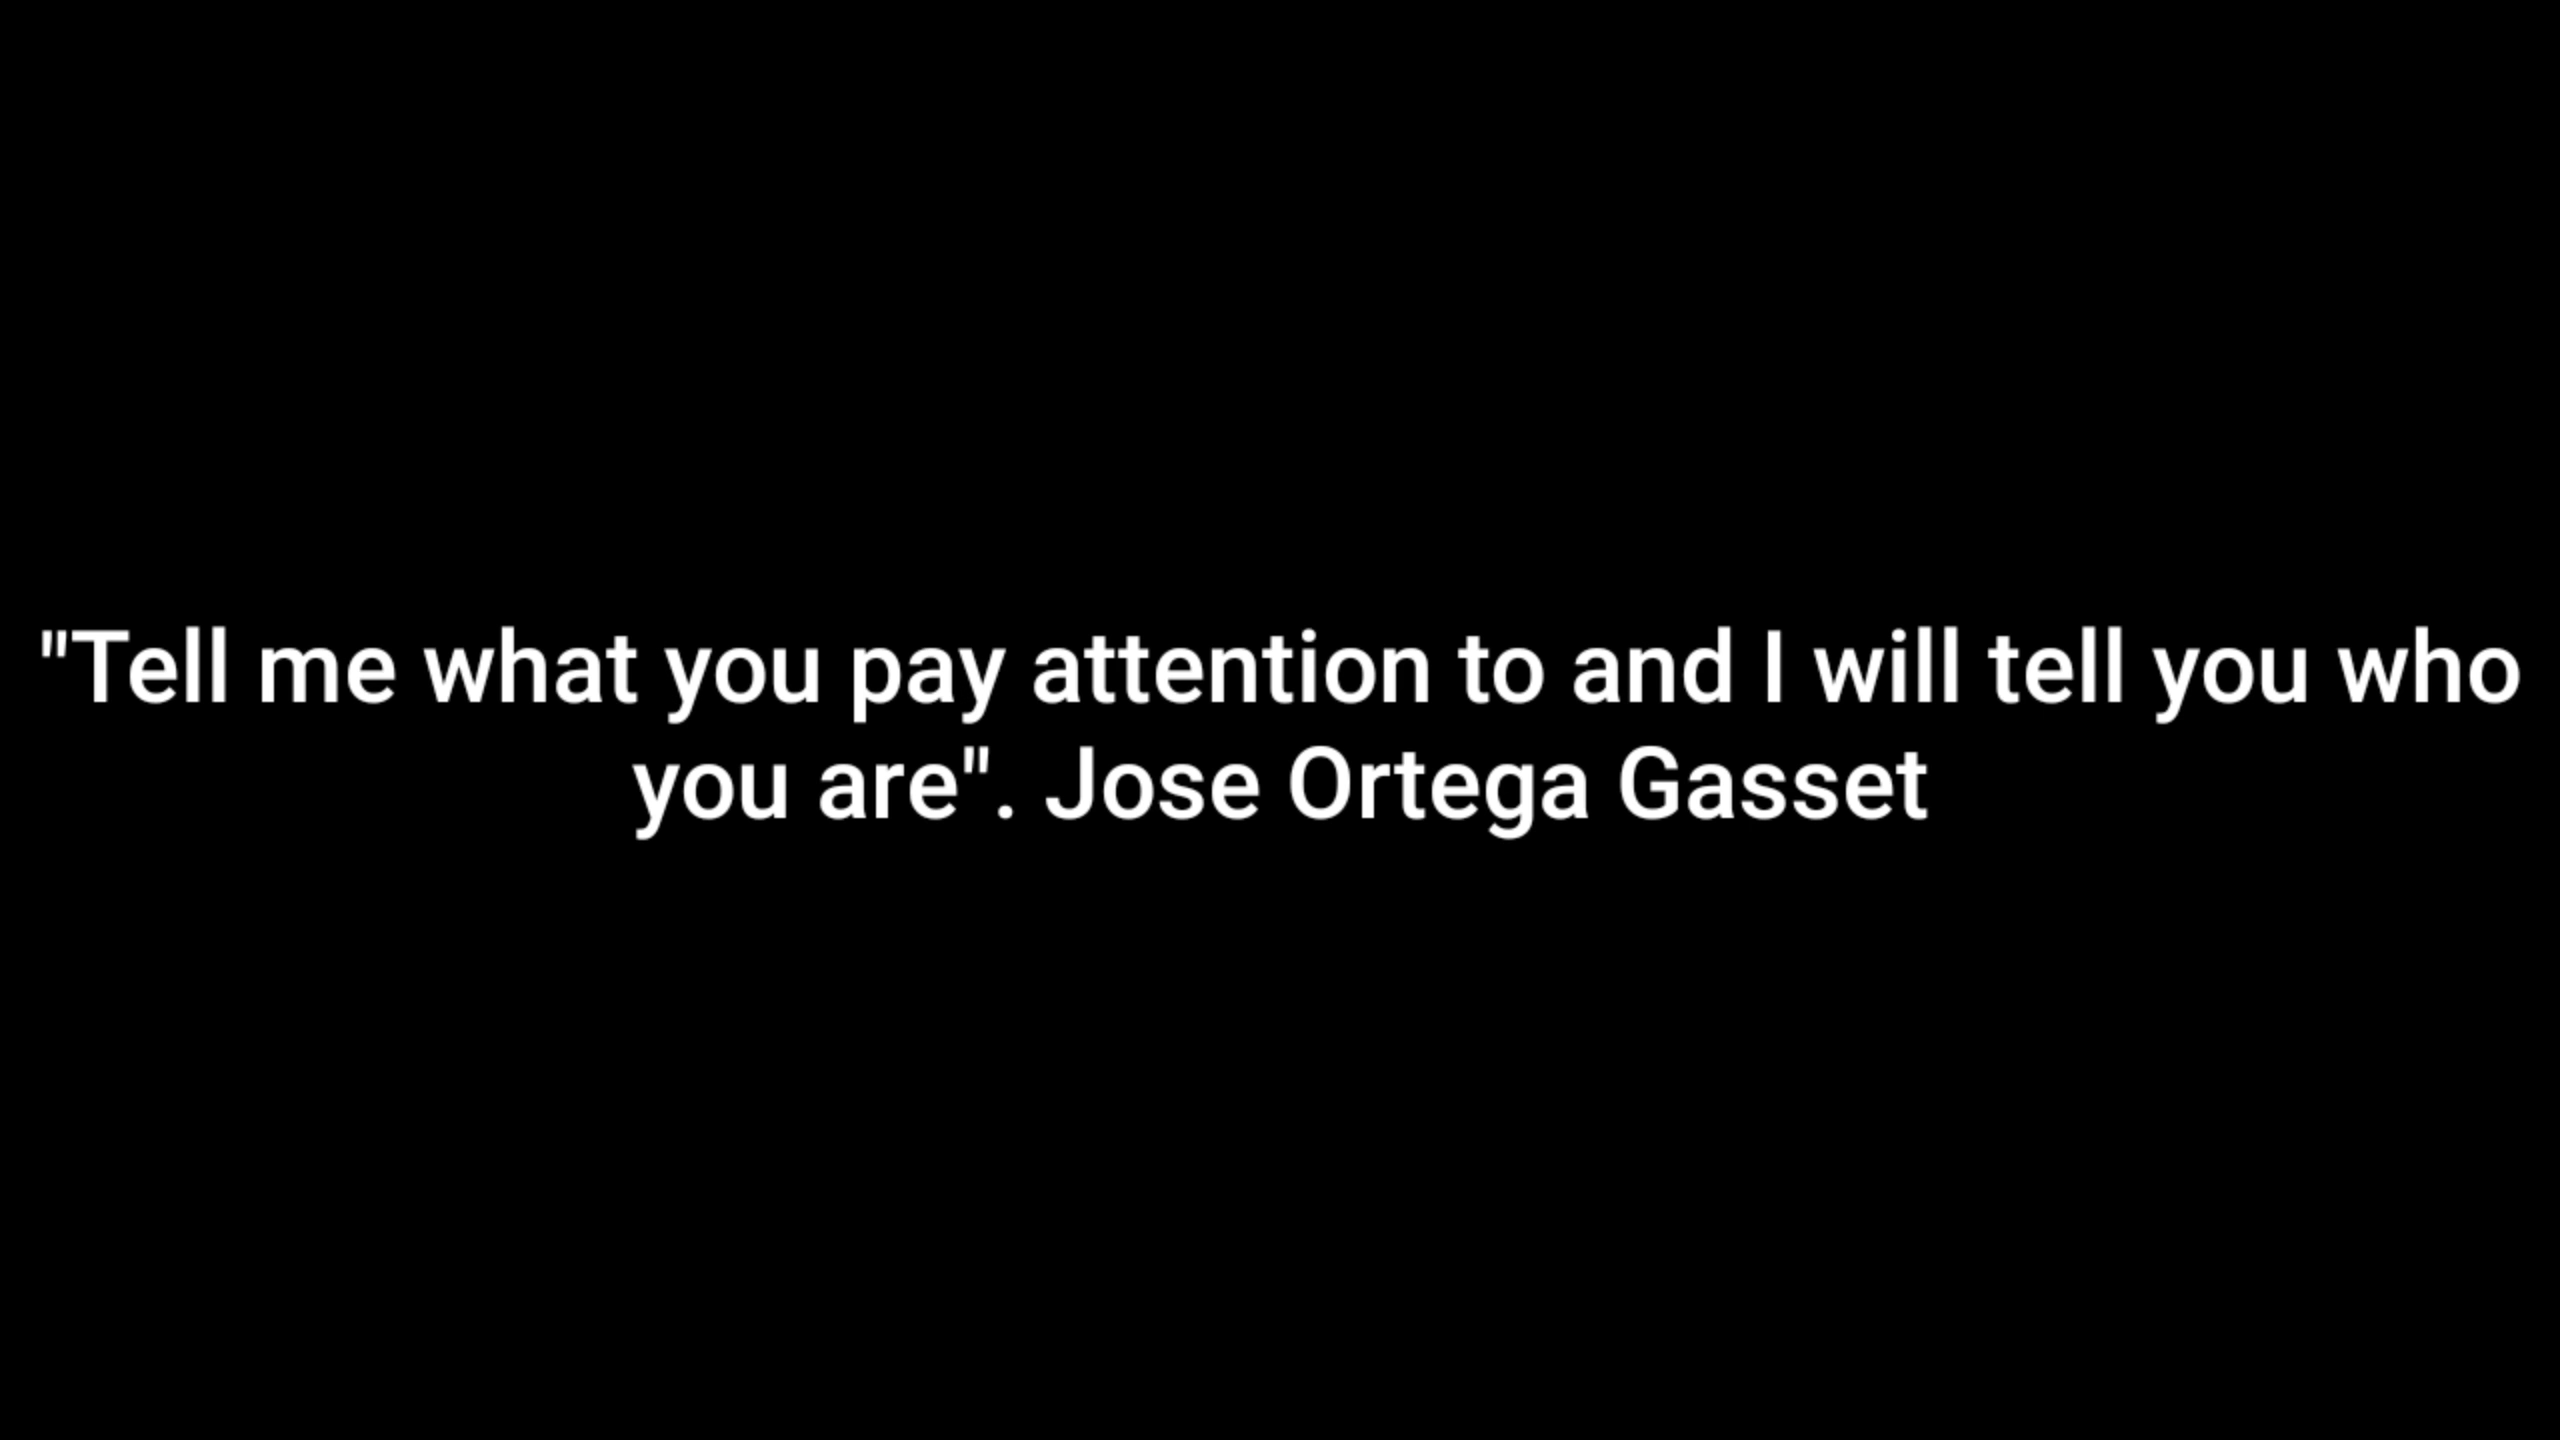 "Tell me what you pay attention to and I will tell you who
you are". Jose Ortega Gasset